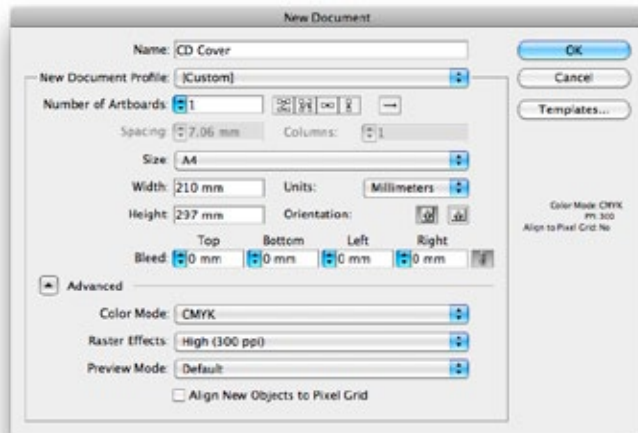 New Document
Name: CD Cover
OK
New Document Profile: [Custom]
Cancel
Number of Artboards: 1
Templates...
Spacing: 7.06 mm Columns: 1
Size: A4
Width: 210 mm Units: Millimeters
Height: 297 mm Orientation:
Color Mode: CMYK
PPI: 300
Align to Pixel Grid: No
Top Bottom Left Right
Bleed: 0 mm 0 mm 0 mm 0 mm
Advanced
Color Mode: CMYK
Raster Effects: High (300 ppi)
Preview Mode: Default
Align New Objects to Pixel Grid